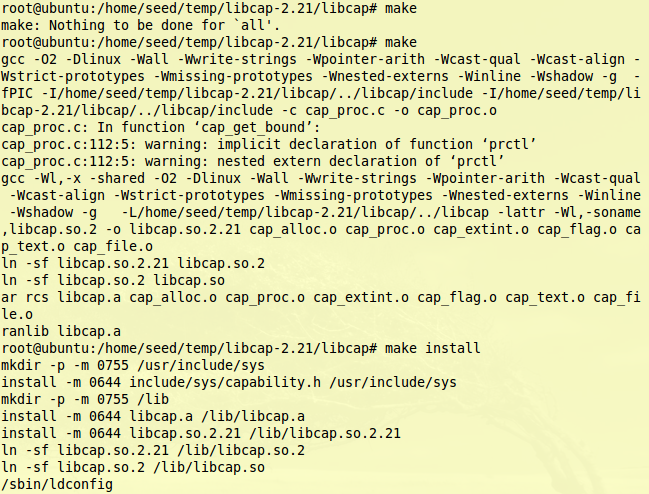 root@ubuntu:/home/seed/temp/libcap-2.21/libcap# make
make: Nothing to be done for `all'.
root@ubuntu:/home/seed/temp/libcap-2.21/libcap# make
gcc -O2 -Dlinux -Wall -Wwrite-strings -Wpointer-arith -Wcast-qual -Wcast-align -
Wstrict-prototypes -Wmissing-prototypes -Wnested-externs -Winline -Wshadow -g  -
fPIC -I/home/seed/temp/libcap-2.21/libcap/../libcap/include -I/home/seed/temp/li
bcap-2.21/libcap/../libcap/include -c cap_proc.c -o cap_proc.o
cap_proc.c: In function ‘cap_get_bound’:
cap_proc.c:112:5: warning: implicit declaration of function ‘prctl’
cap_proc.c:112:5: warning: nested extern declaration of ‘prctl’
gcc -Wl,-x -shared -O2 -Dlinux -Wall -Wwrite-strings -Wpointer-arith -Wcast-qual
 -Wcast-align -Wstrict-prototypes -Wmissing-prototypes -Wnested-externs -Winline
 -Wshadow -g   -L/home/seed/temp/libcap-2.21/libcap/../libcap -lattr -Wl,-soname
,libcap.so.2 -o libcap.so.2.21 cap_alloc.o cap_proc.o cap_extint.o cap_flag.o ca
p_text.o cap_file.o
ln -sf libcap.so.2.21 libcap.so.2
ln -sf libcap.so.2 libcap.so
ar rcs libcap.a cap_alloc.o cap_proc.o cap_extint.o cap_flag.o cap_text.o cap_fi
le.o
ranlib libcap.a
root@ubuntu:/home/seed/temp/libcap-2.21/libcap# make install
mkdir -p -m 0755 /usr/include/sys
install -m 0644 include/sys/capability.h /usr/include/sys
mkdir -p -m 0755 /lib
install -m 0644 libcap.a /lib/libcap.a
install -m 0644 libcap.so.2.21 /lib/libcap.so.2.21
ln -sf libcap.so.2.21 /lib/libcap.so.2
ln -sf libcap.so.2 /lib/libcap.so
/sbin/ldconfig